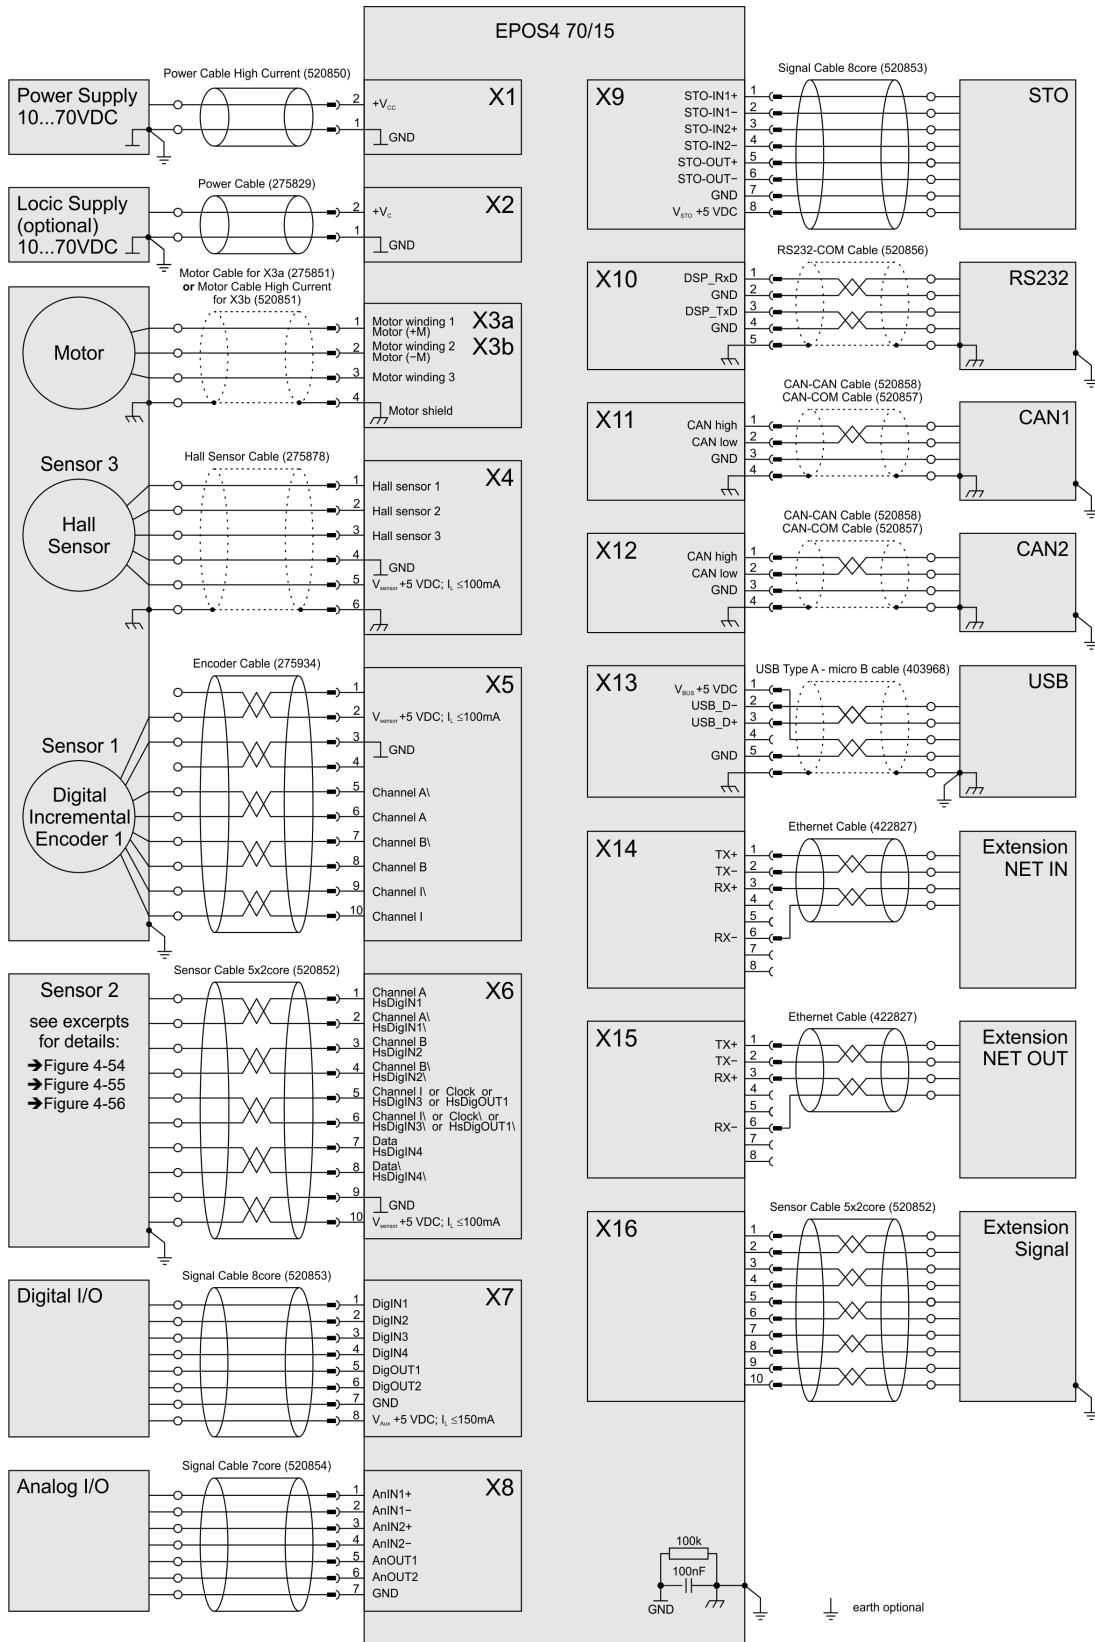 EPOS4 70/15
Power Cable High Current (520850)
Power Supply
10...70VDC
2
+Vcc
X1
1
GND
Power Cable (275829)
Locic Supply
(optional)
10...70VDC
2
+Vc
X2
1
GND
Motor Cable for X3a (275851)
or Motor Cable High Current
for X3b (520851)
Motor
1 Motor winding 1
Motor (+M)
X3a
2 Motor winding 2
Motor (−M)
X3b
3 Motor winding 3
4 Motor shield
Sensor 3
Hall Sensor Cable (275878)
Hall
Sensor
X4
1 Hall sensor 1
2 Hall sensor 2
3 Hall sensor 3
4 GND
5 Vsensor +5 VDC; IL ≤100mA
6
Encoder Cable (275934)
Sensor 1
Digital
Incremental
Encoder 1
X5
1
2 Vsensor +5 VDC; IL ≤100mA
3 GND
4
5 Channel A\
6 Channel A
7 Channel B\
8 Channel B
9 Channel I\
10 Channel I
Sensor Cable 5x2core (520852)
Sensor 2
see excerpts
for details:
➔Figure 4-54
➔Figure 4-55
➔Figure 4-56
X6
1 Channel A
HsDigIN1
2 Channel A\
HsDigIN1\
3 Channel B
HsDigIN2
4 Channel B\
HsDigIN2\
5 Channel I or Clock or
HsDigIN3 or HsDigOUT1
6 Channel I\ or Clock\ or
HsDigIN3\ or HsDigOUT1\
7 Data
HsDigIN4
8 Data\
HsDigIN4\
9 GND
10 Vsensor +5 VDC; IL ≤100mA
Signal Cable 8core (520853)
Digital I/O
X7
1 DigIN1
2 DigIN2
3 DigIN3
4 DigIN4
5 DigOUT1
6 DigOUT2
7 GND
8 VAux +5 VDC; IL ≤150mA
Signal Cable 7core (520854)
Analog I/O
X8
1 AnIN1+
2 AnIN1−
3 AnIN2+
4 AnIN2−
5 AnOUT1
6 AnOUT2
7 GND
Signal Cable 8core (520853)
X9
STO
STO-IN1+ 1
STO-IN1− 2
STO-IN2+ 3
STO-IN2− 4
STO-OUT+ 5
STO-OUT− 6
GND 7
VSTO +5 VDC 8
RS232-COM Cable (520856)
X10
RS232
DSP_RxD 1
GND 2
DSP_TxD 3
GND 4
5
CAN-CAN Cable (520858)
CAN-COM Cable (520857)
X11
CAN1
CAN high 1
CAN low 2
GND 3
4
CAN-CAN Cable (520858)
CAN-COM Cable (520857)
X12
CAN2
CAN high 1
CAN low 2
GND 3
4
USB Type A - micro B cable (403968)
X13
USB
VBUS +5 VDC 1
USB_D− 2
USB_D+ 3
4
GND 5
Ethernet Cable (422827)
X14
Extension
NET IN
TX+ 1
TX− 2
RX+ 3
4
5
RX− 6
7
8
Ethernet Cable (422827)
X15
Extension
NET OUT
TX+ 1
TX− 2
RX+ 3
4
5
RX− 6
7
8
Sensor Cable 5x2core (520852)
X16
Extension
Signal
1
2
3
4
5
6
7
8
9
10
100k
100nF
GND
earth optional